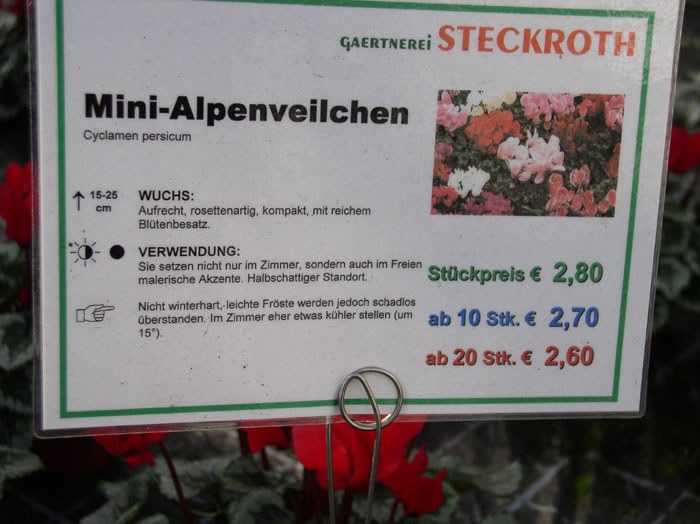 GAERTNEREi STECKROTH
Mini-Alpenveilchen
Cyclamen persicum
15-25
cm
WUCHS:
Aufrecht, rosettenartig, kompakt, mit reichem
Blütenbesatz.
VERWENDUNG:
Sie setzen nicht nur im Zimmer, sondern auch im Freien
malerische Akzente. Halbschattiger Standort.
Nicht winterhart, leichte Fröste werden jedoch schadlos
überstanden. Im Zimmer eher etwas kühler stellen (um
15°).
Stückpreis € 2,80
ab 10 Stk. € 2,70
ab 20 Stk. € 2,60